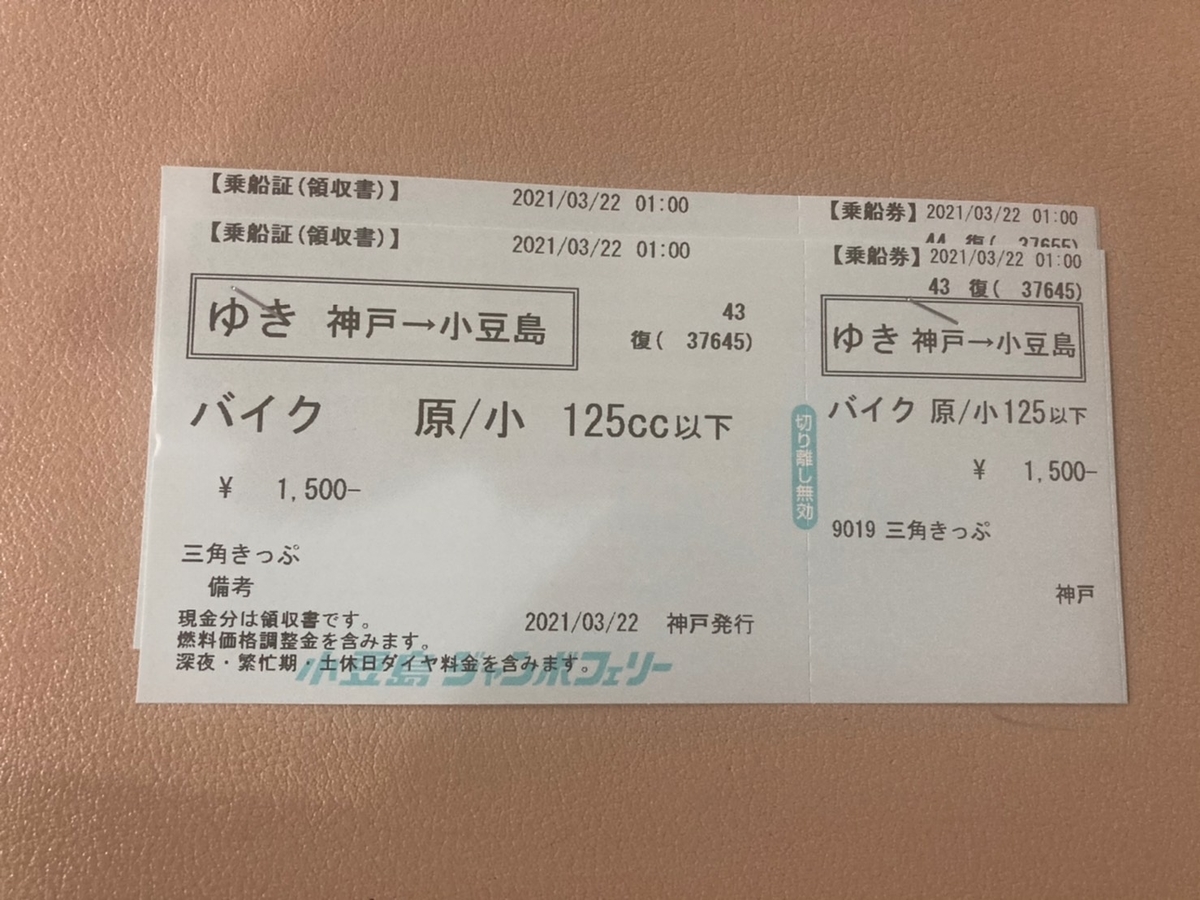 【乗船証(領収書)】 2021/03/22 01:00
【乗船券】 2021/03/22 01:00
44 復( 37655)
【乗船証(領収書)】 2021/03/22 01:00
ゆき 神戸→小豆島
43
復( 37645)
バイク 原/小 125cc以下
¥ 1,500-
三角きっぷ
備考
現金分は領収書です。
燃料価格調整金を含みます。
深夜・繁忙期・土休日ダイヤ料金を含みます。
2021/03/22 神戸発行
小豆島 ジャンボフェリー
切り離し無効
【乗船券】 2021/03/22 01:00
43 復( 37645)
ゆき 神戸→小豆島
バイク 原/小 125以下
¥ 1,500-
9019 三角きっぷ
神戸